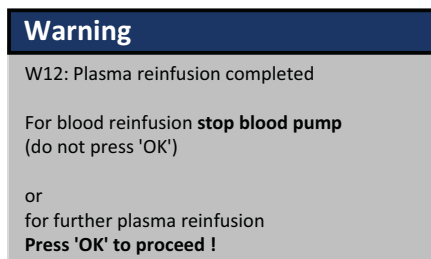 Warning
W12: Plasma reinfusion completed
For blood reinfusion stop blood pump
(do not press 'OK')
or
for further plasma reinfusion
Press 'OK' to proceed !